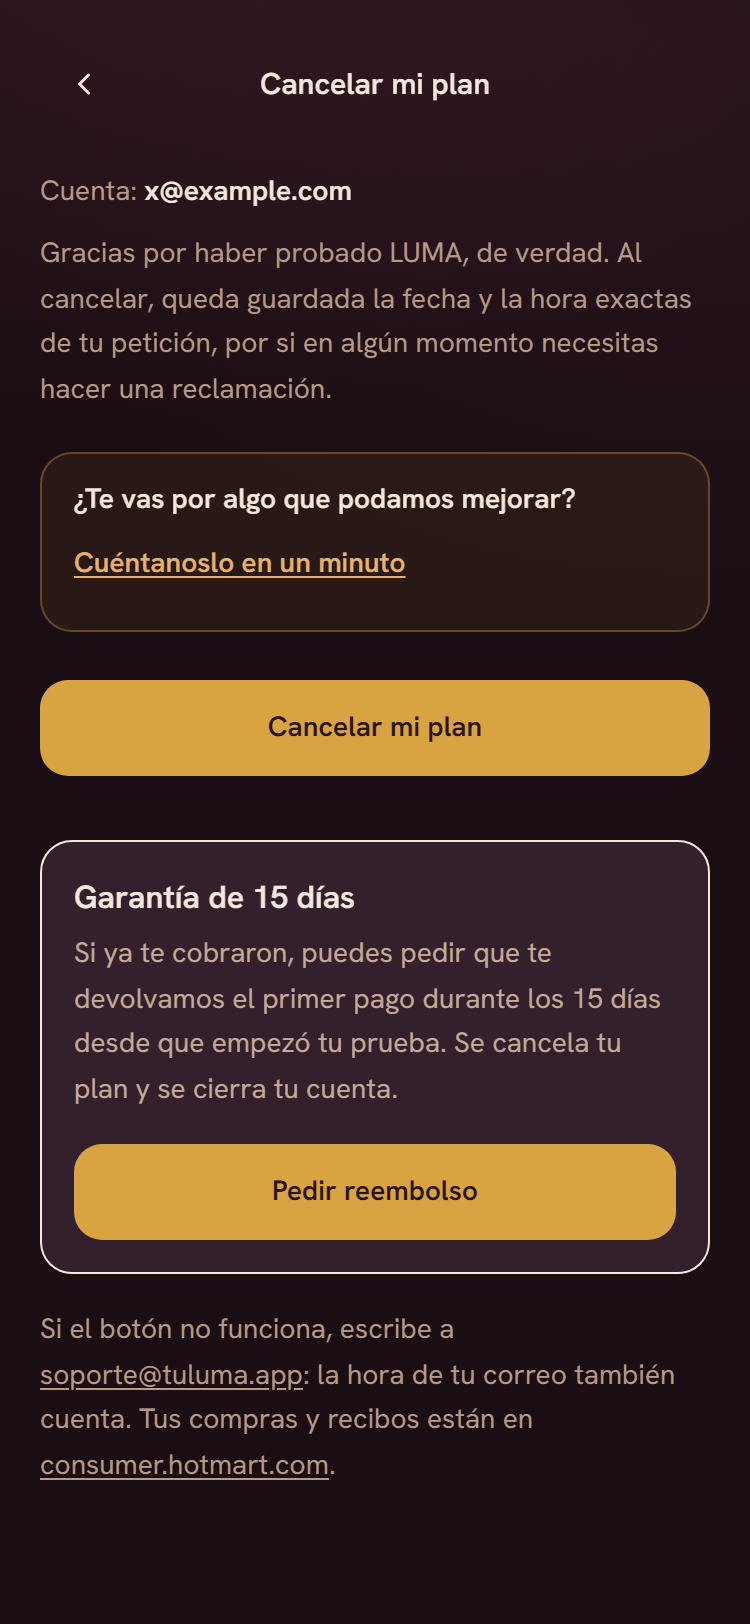 Cancelar mi plan
Cuenta: x@example.com
Gracias por haber probado LUMA, de verdad. Al
cancelar, queda guardada la fecha y la hora exactas
de tu petición, por si en algún momento necesitas
hacer una reclamación.
¿Te vas por algo que podamos mejorar?
Cuéntanoslo en un minuto
Cancelar mi plan
Garantía de 15 días
Si ya te cobraron, puedes pedir que te
devolvamos el primer pago durante los 15 días
desde que empezó tu prueba. Se cancela tu
plan y se cierra tu cuenta.
Pedir reembolso
Si el botón no funciona, escribe a
soporte@tuluma.app: la hora de tu correo también
cuenta. Tus compras y recibos están en
consumer.hotmart.com.